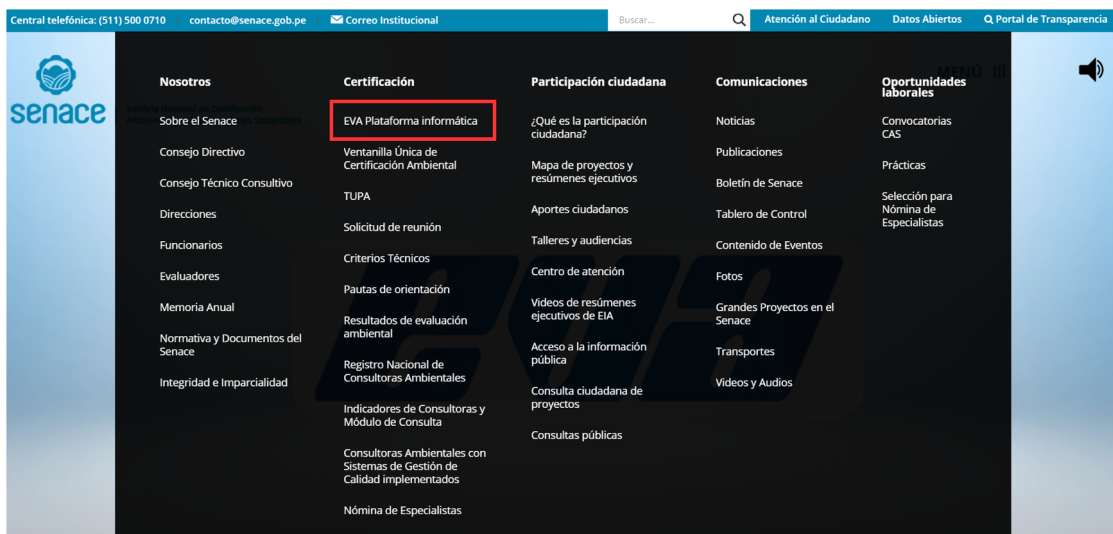 Central telefónica: (511) 500 0710
contacto@senace.gob.pe
Correo Institucional
Buscar...
Atención al Ciudadano
Datos Abiertos
Portal de Transparencia
senace
MENÚ
Nosotros
Sobre el Senace
Consejo Directivo
Consejo Técnico Consultivo
Direcciones
Funcionarios
Evaluadores
Memoria Anual
Normativa y Documentos del
Senace
Integridad e Imparcialidad
Certificación
EVA Plataforma informática
Ventanilla Única de
Certificación Ambiental
TUPA
Solicitud de reunión
Criterios Técnicos
Pautas de orientación
Resultados de evaluación
ambiental
Registro Nacional de
Consultoras Ambientales
Indicadores de Consultoras y
Módulo de Consulta
Consultoras Ambientales con
Sistemas de Gestión de
Calidad implementados
Nómina de Especialistas
Participación ciudadana
¿Qué es la participación
ciudadana?
Mapa de proyectos y
resúmenes ejecutivos
Aportes ciudadanos
Talleres y audiencias
Centro de atención
Videos de resúmenes
ejecutivos de EIA
Acceso a la información
pública
Consulta ciudadana de
proyectos
Consultas públicas
Comunicaciones
Noticias
Publicaciones
Boletín de Senace
Tablero de Control
Contenido de Eventos
Fotos
Grandes Proyectos en el
Senace
Transportes
Videos y Audios
Oportunidades
laborales
Convocatorias
CAS
Prácticas
Selección para
Nómina de
Especialistas
eva